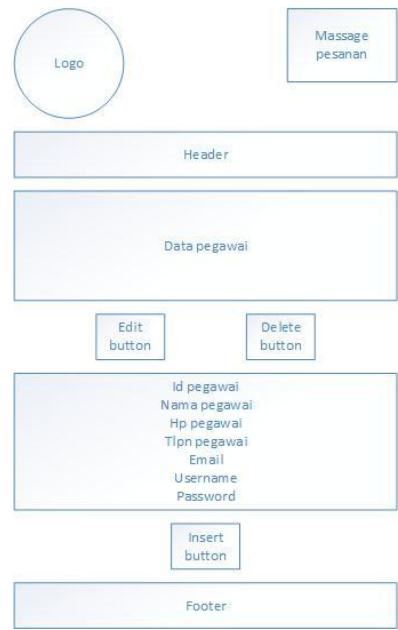 Logo
Massage
pesanan
Header
Data pegawai
Edit
button
Delete
button
Id pegawai
Nama pegawai
Hp pegawai
Tlpn pegawai
Email
Username
Password
Insert
button
Footer